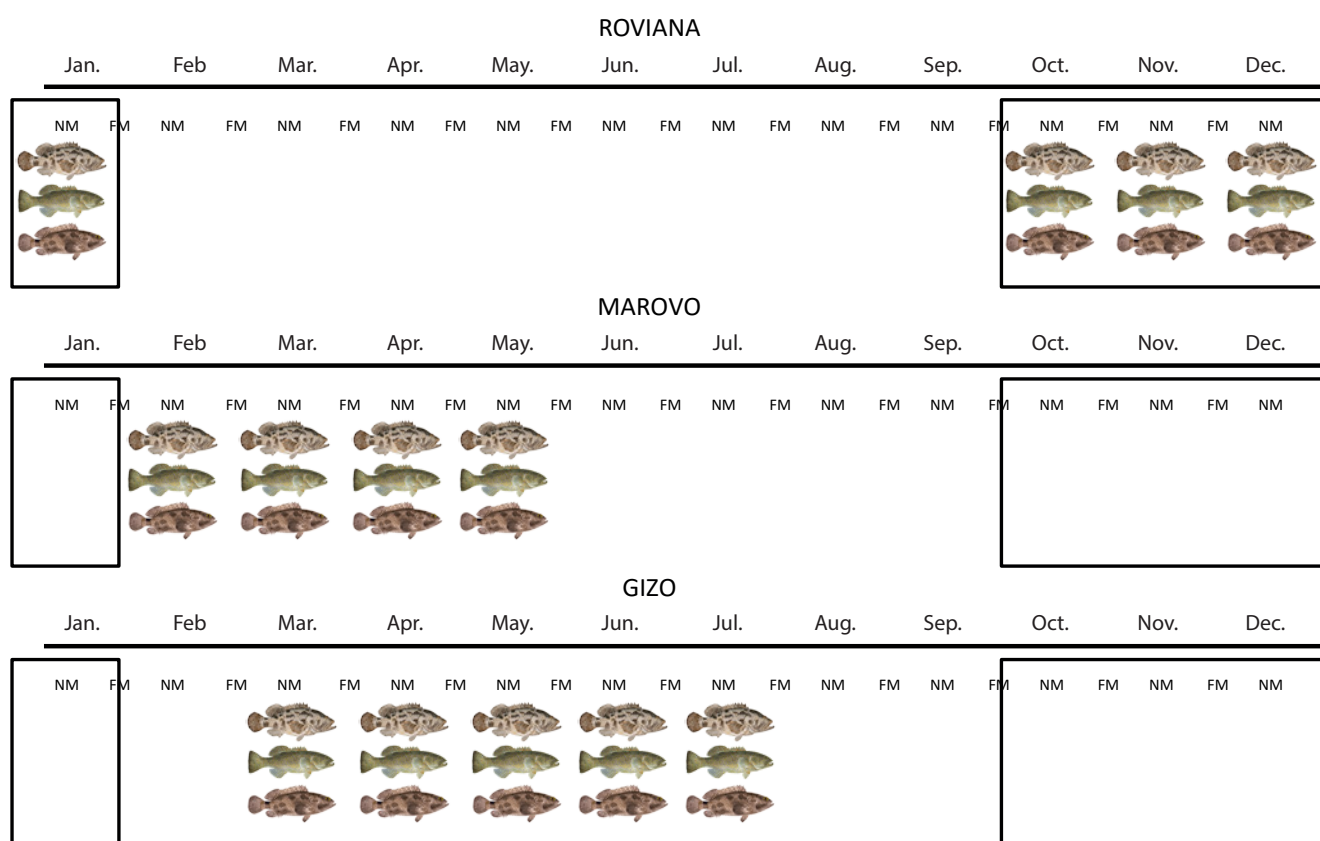 ROVIANA
Jan. Feb Mar. Apr. May. Jun. Jul. Aug. Sep. Oct. Nov. Dec.
NM FM NM FM NM FM NM FM NM FM NM FM NM FM NM FM NM FM NM FM NM FM NM
MAROVO
Jan. Feb Mar. Apr. May. Jun. Jul. Aug. Sep. Oct. Nov. Dec.
NM FM NM FM NM FM NM FM NM FM NM FM NM FM NM FM NM FM NM FM NM FM NM
GIZO
Jan. Feb Mar. Apr. May. Jun. Jul. Aug. Sep. Oct. Nov. Dec.
NM FM NM FM NM FM NM FM NM FM NM FM NM FM NM FM NM FM NM FM NM FM NM